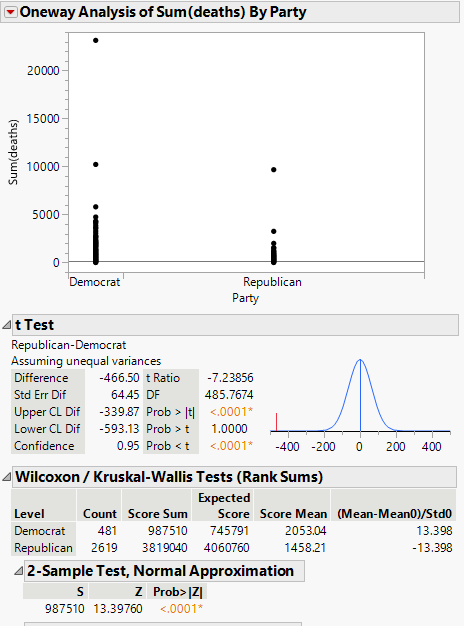 Oneway Analysis of Sum(deaths) By Party
20000
15000
10000
5000
0
Sum(deaths)
Democrat Republican
Party
t Test
Republican-Democrat
Assuming unequal variances
Difference -466.50 t Ratio -7.23856
Std Err Dif 64.45 DF 485.7674
Upper CL Dif -339.87 Prob > |t| <.0001*
Lower CL Dif -593.13 Prob > t 1.0000
Confidence 0.95 Prob < t <.0001*
-400 -200 0 200 400
Wilcoxon / Kruskal-Wallis Tests (Rank Sums)
Expected
Level Count Score Sum Score Score Mean (Mean-Mean0)/Std0
Democrat 481 987510 745791 2053.04 13.398
Republican 2619 3819040 4060760 1458.21 -13.398
2-Sample Test, Normal Approximation
S Z Prob>|Z|
987510 13.39760 <.0001*